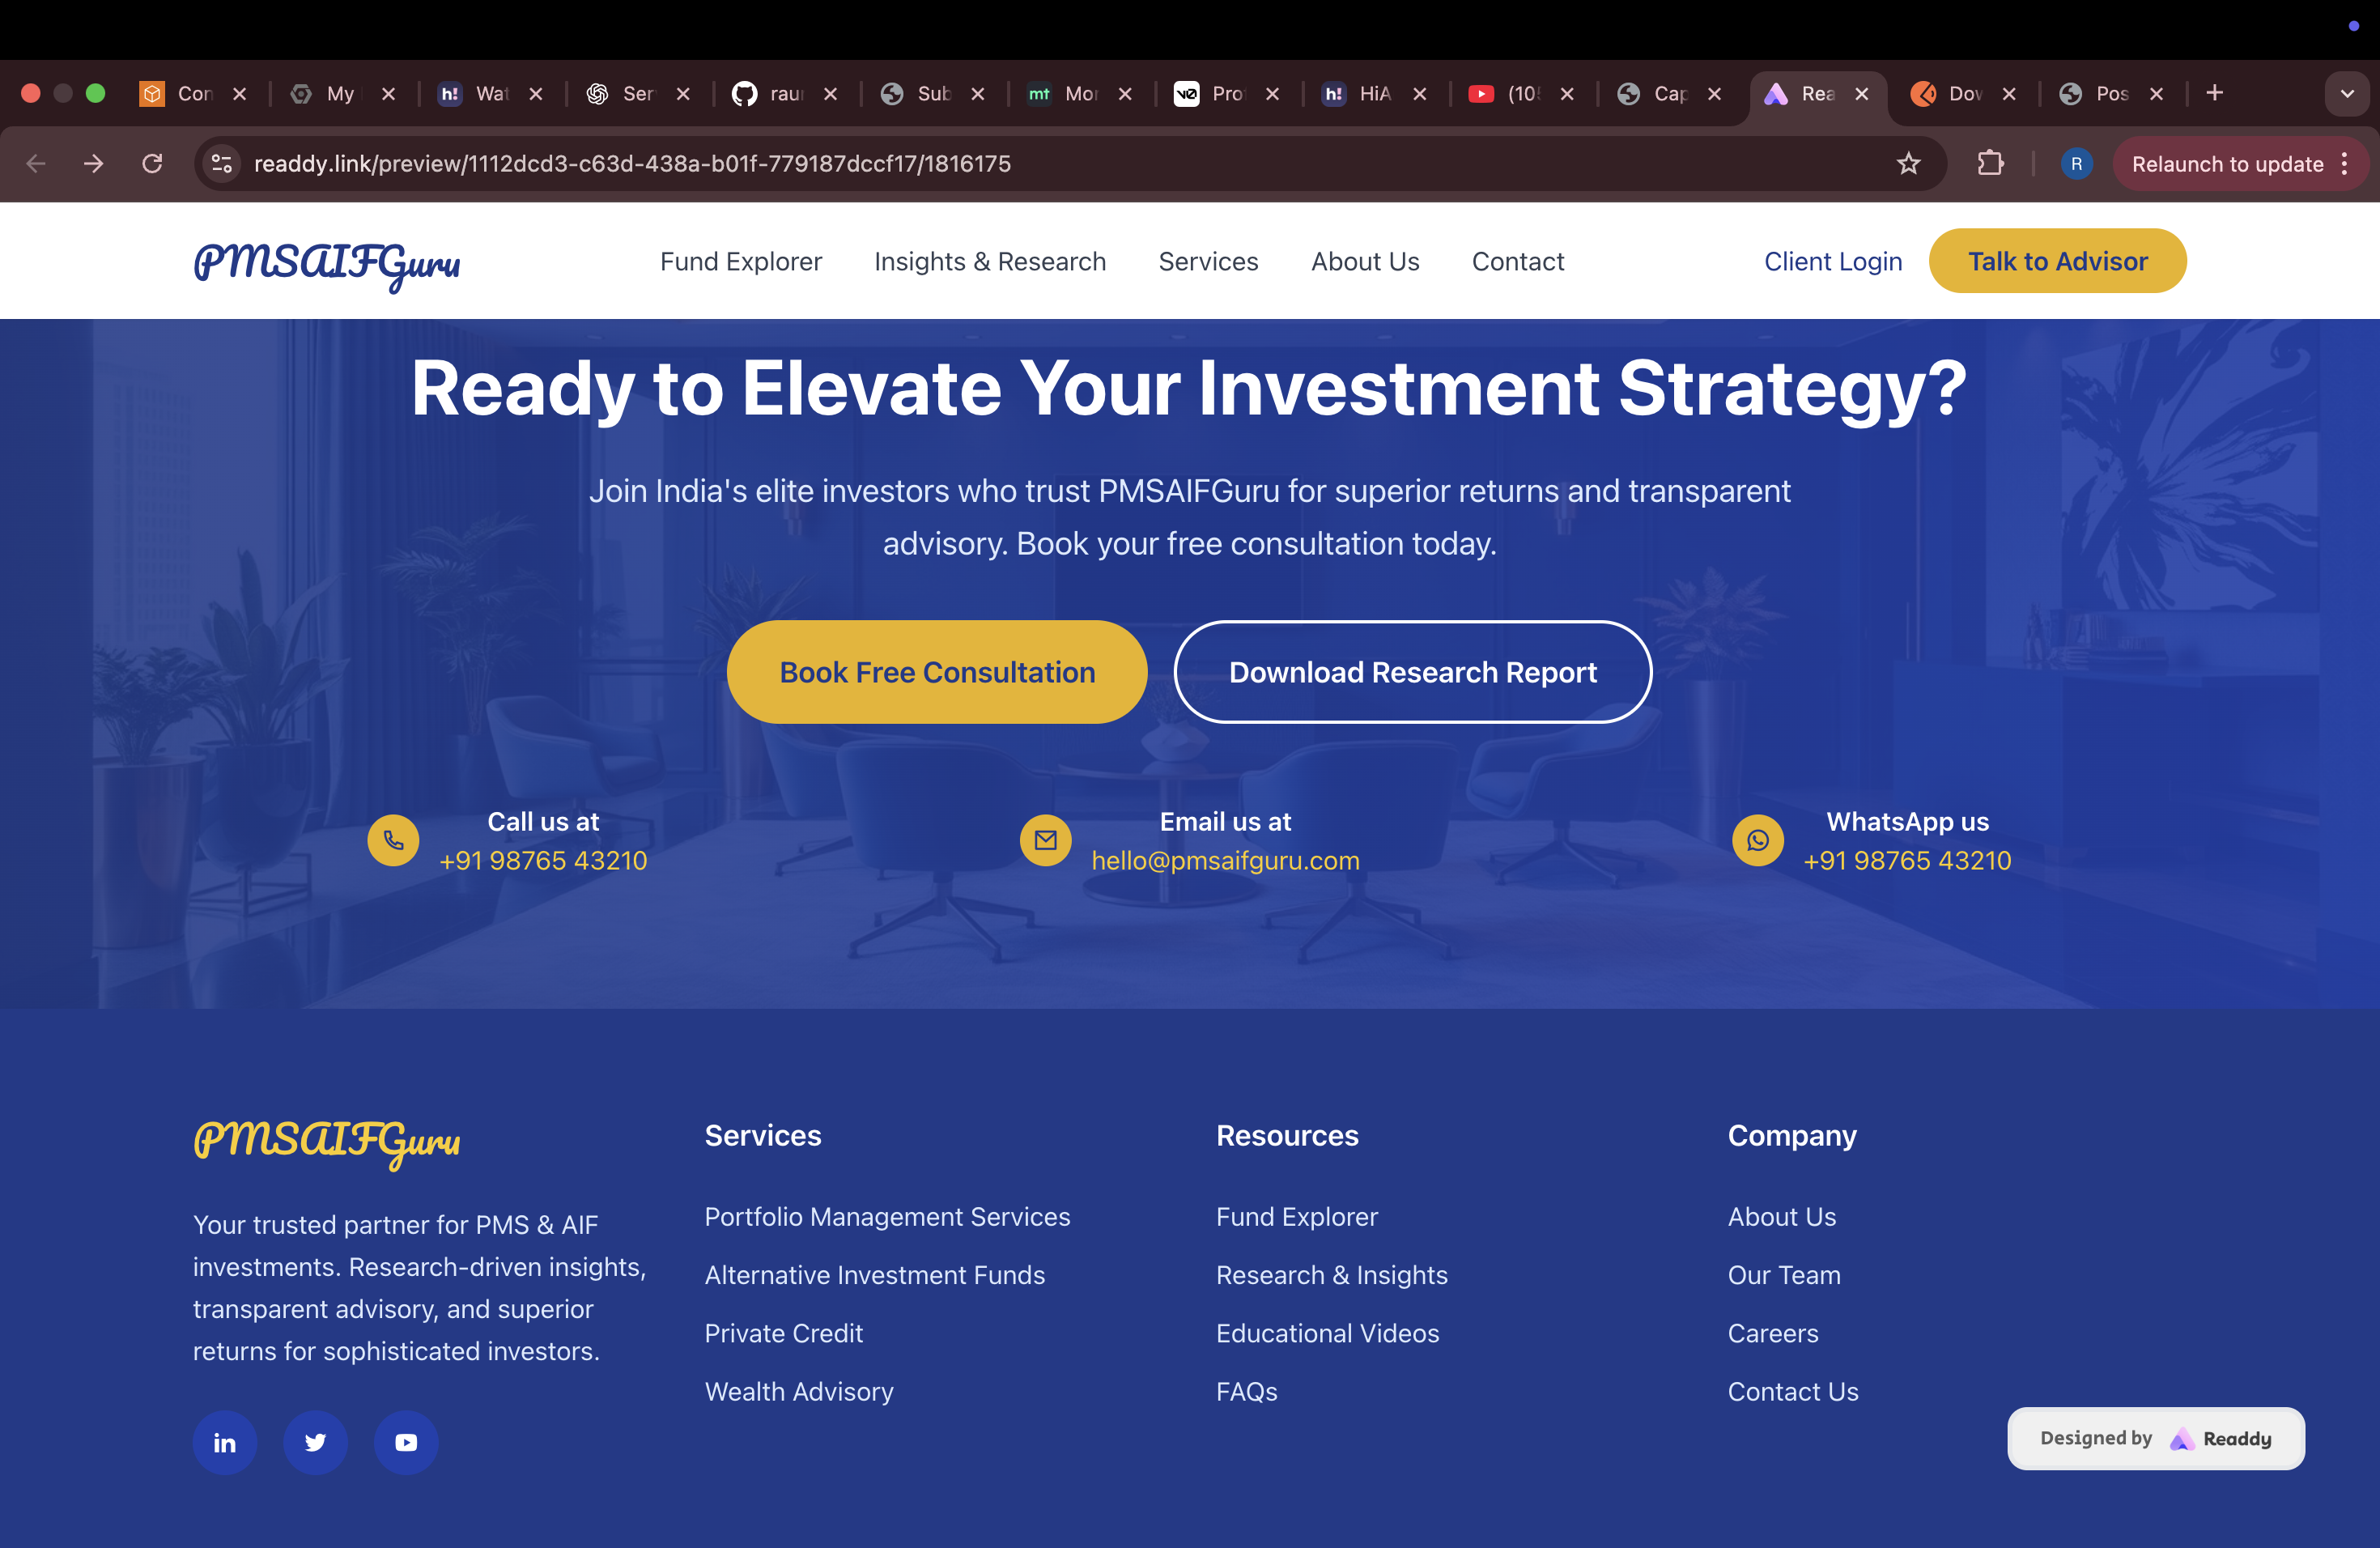 Con
My
h! Wat
Ser
raur
Sub
mt Mor
v0 Pro
h! HiA
(105
Cap
Rea
Dow
Pos
readdy.link/preview/1112dcd3-c63d-438a-b01f-779187dccf17/1816175
R
Relaunch to update
PMSAIFGuru
Fund Explorer
Insights & Research
Services
About Us
Contact
Client Login
Talk to Advisor
Ready to Elevate Your Investment Strategy?
Join India's elite investors who trust PMSAIFGuru for superior returns and transparent
advisory. Book your free consultation today.
Book Free Consultation
Download Research Report
Call us at
+91 98765 43210
Email us at
hello@pmsaifguru.com
WhatsApp us
+91 98765 43210
PMSAIFGuru
Your trusted partner for PMS & AIF
investments. Research-driven insights,
transparent advisory, and superior
returns for sophisticated investors.
in
Services
Portfolio Management Services
Alternative Investment Funds
Private Credit
Wealth Advisory
Resources
Fund Explorer
Research & Insights
Educational Videos
FAQs
Company
About Us
Our Team
Careers
Contact Us
Designed by Readdy